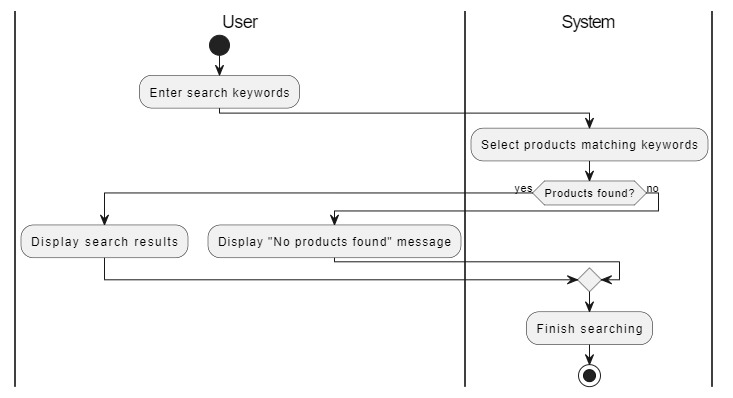 User
System
Enter search keywords
Select products matching keywords
yes
Products found?
no
Display search results
Display "No products found" message
Finish searching